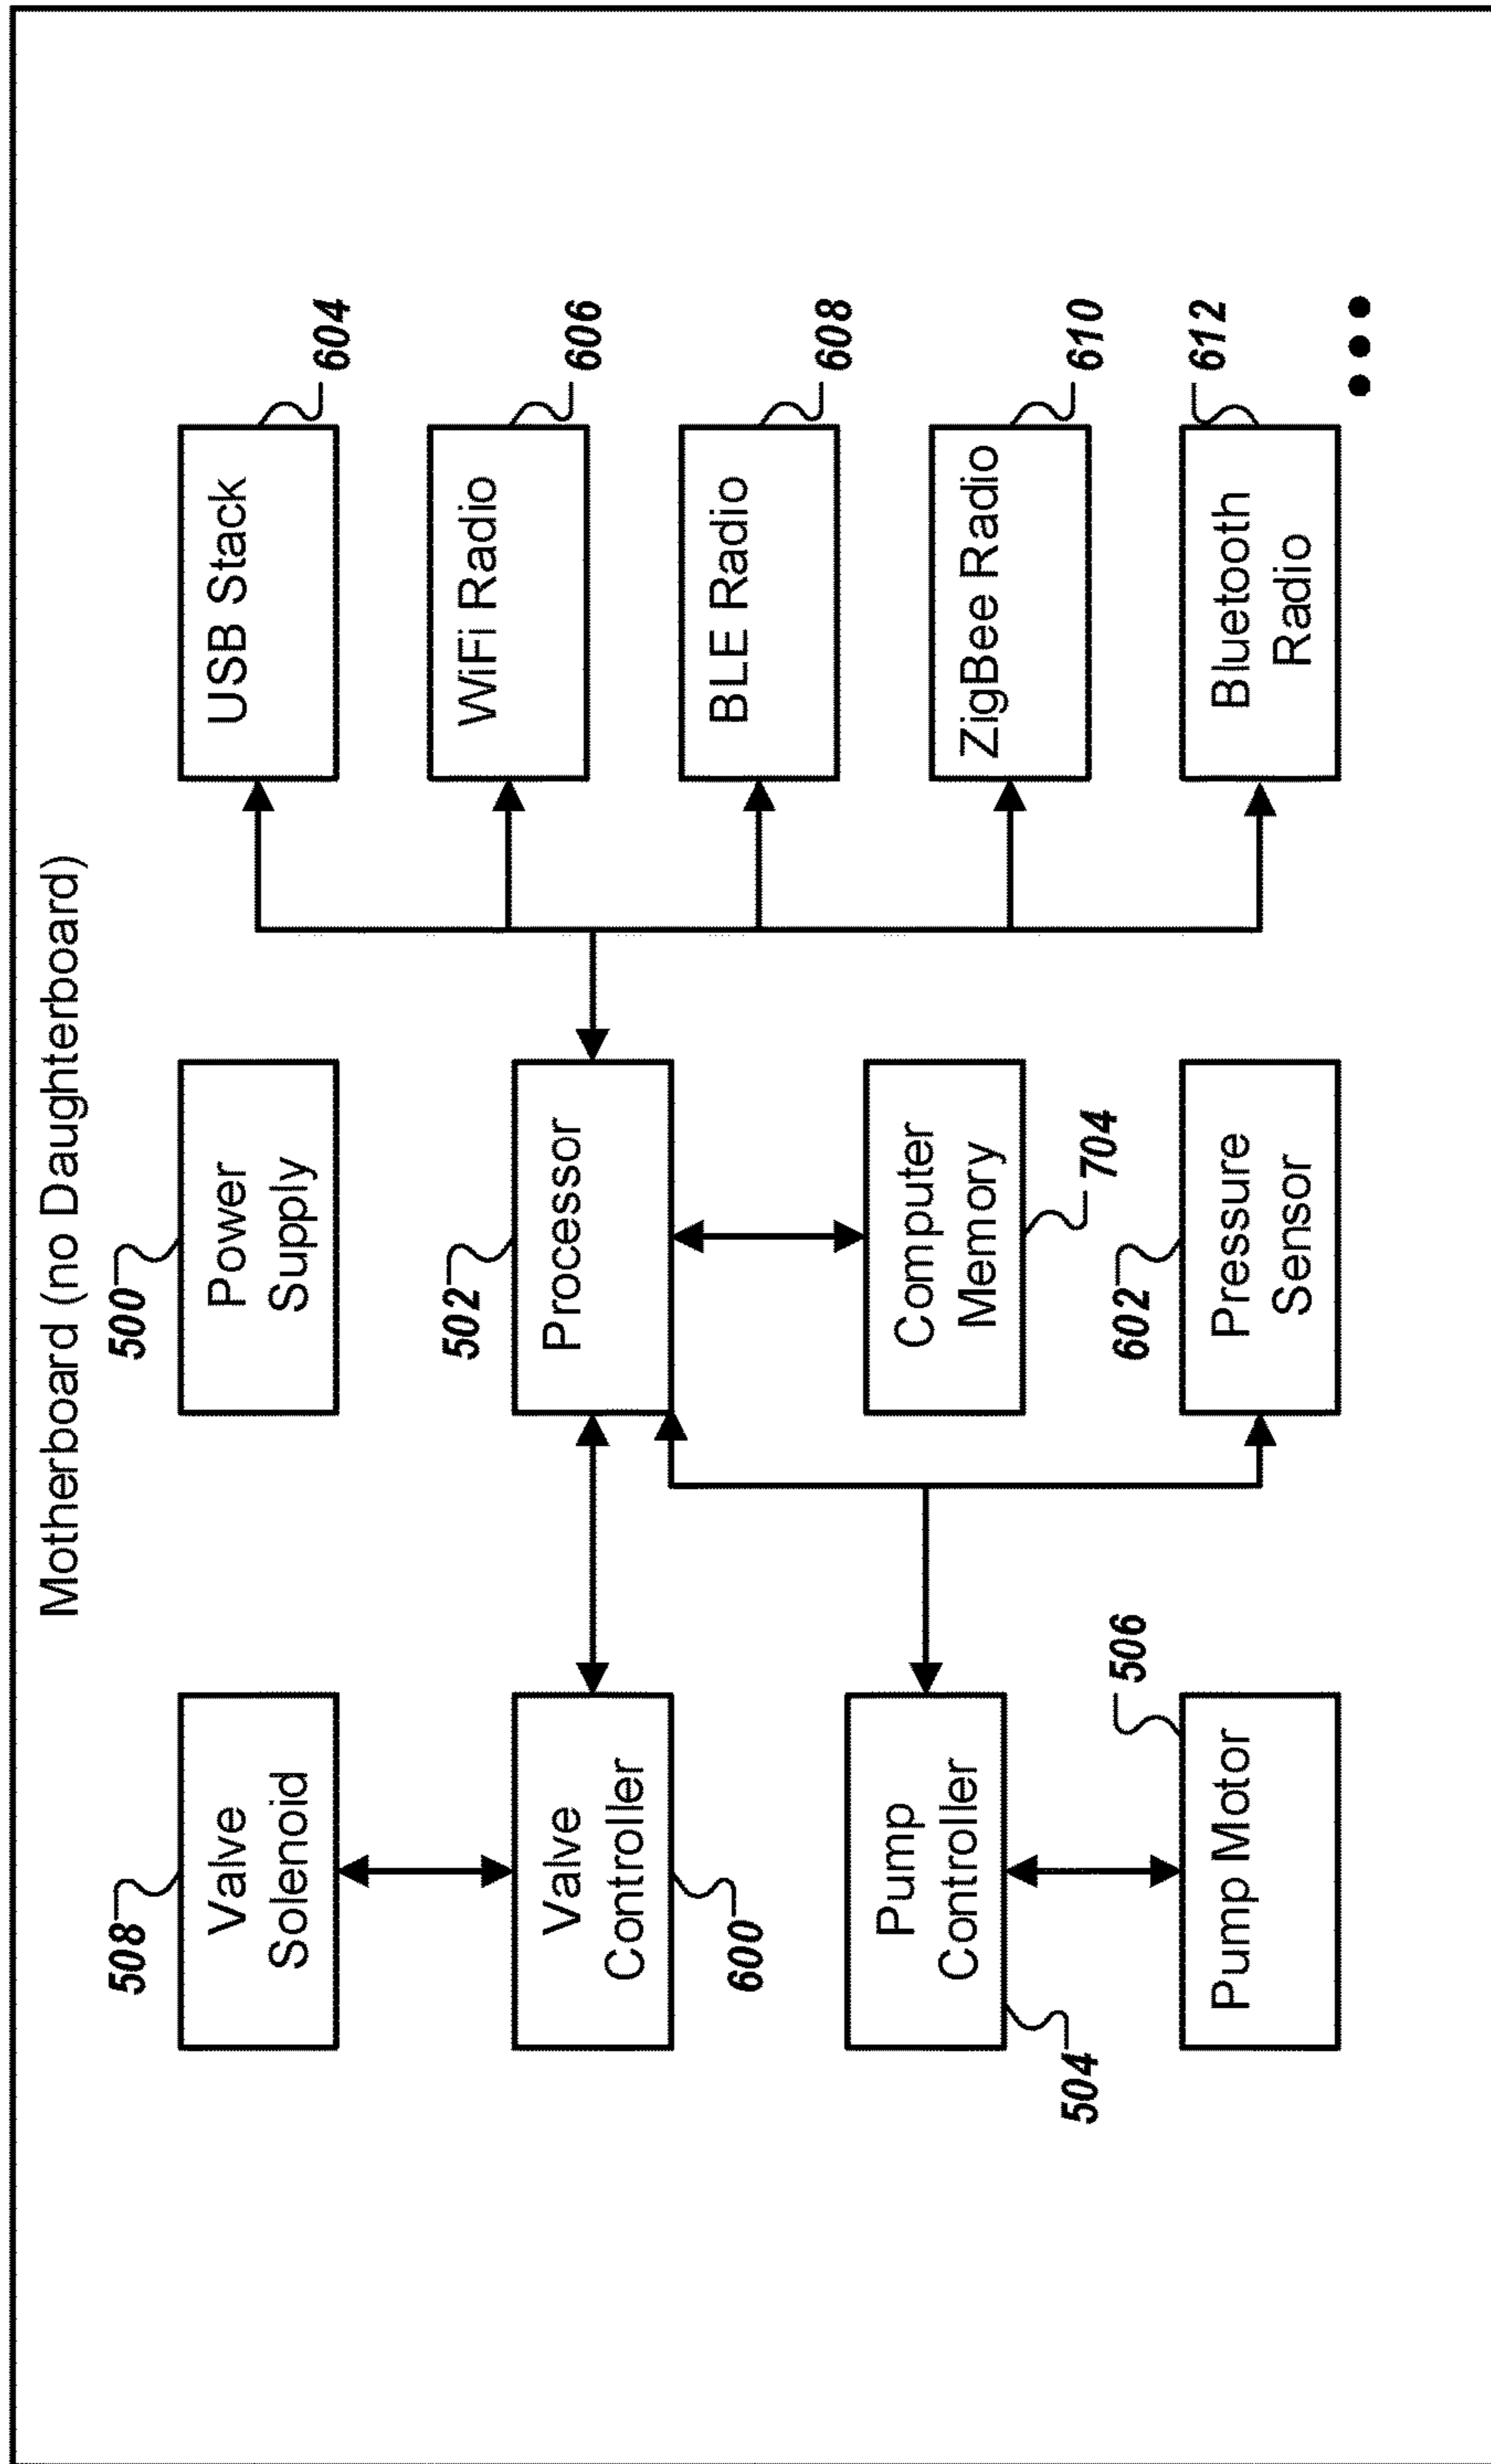 Motherboard (no Daughterboard)
508
Valve
Solenoid
Valve
Controller
600
Pump
Controller
504
506
Pump Motor
500
Power
Supply
502
Processor
Computer
Memory
704
602
Pressure
Sensor
USB Stack
604
WiFi Radio
606
BLE Radio
608
ZigBee Radio
610
612
Bluetooth
Radio